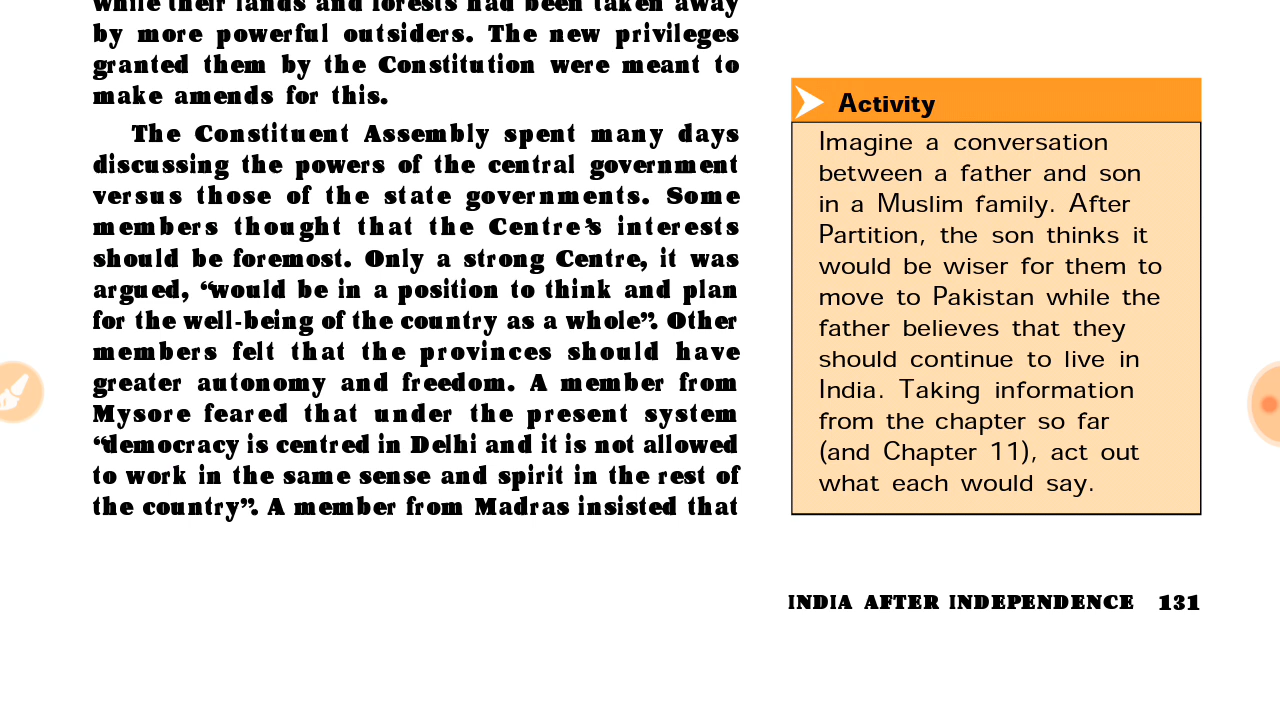 while their lands and forests had been taken away
by more powerful outsiders. The new privileges
granted them by the Constitution were meant to
make amends for this.
The Constituent Assembly spent many days
discussing the powers of the central government
versus those of the state governments. Some
members thought that the Centre's interests
should be foremost. Only a strong Centre, it was
argued, “would be in a position to think and plan
for the well-being of the country as a whole”. Other
members felt that the provinces should have
greater autonomy and freedom. A member from
Mysore feared that under the present system
“democracy is centred in Delhi and it is not allowed
to work in the same sense and spirit in the rest of
the country”. A member from Madras insisted that
Activity
Imagine a conversation
between a father and son
in a Muslim family. After
Partition, the son thinks it
would be wiser for them to
move to Pakistan while the
father believes that they
should continue to live in
India. Taking information
from the chapter so far
(and Chapter 11), act out
what each would say.
INDIA AFTER INDEPENDENCE 131